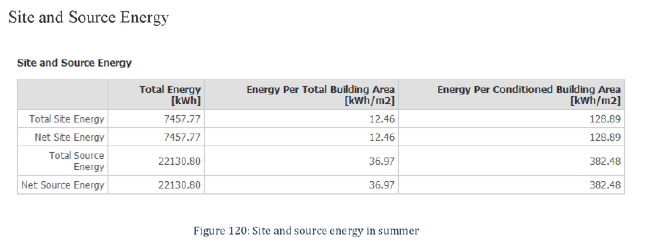 Site and Source Energy
Site and Source Energy
Total Energy [kWh] Energy Per Total Building Area [kWh/m2] Energy Per Conditioned Building Area [kWh/m2]
Total Site Energy 7457.77 12.46 128.89
Net Site Energy 7457.77 12.46 128.89
Total Source Energy 22130.80 36.97 382.48
Net Source Energy 22130.80 36.97 382.48
Figure 120: Site and source energy in summer